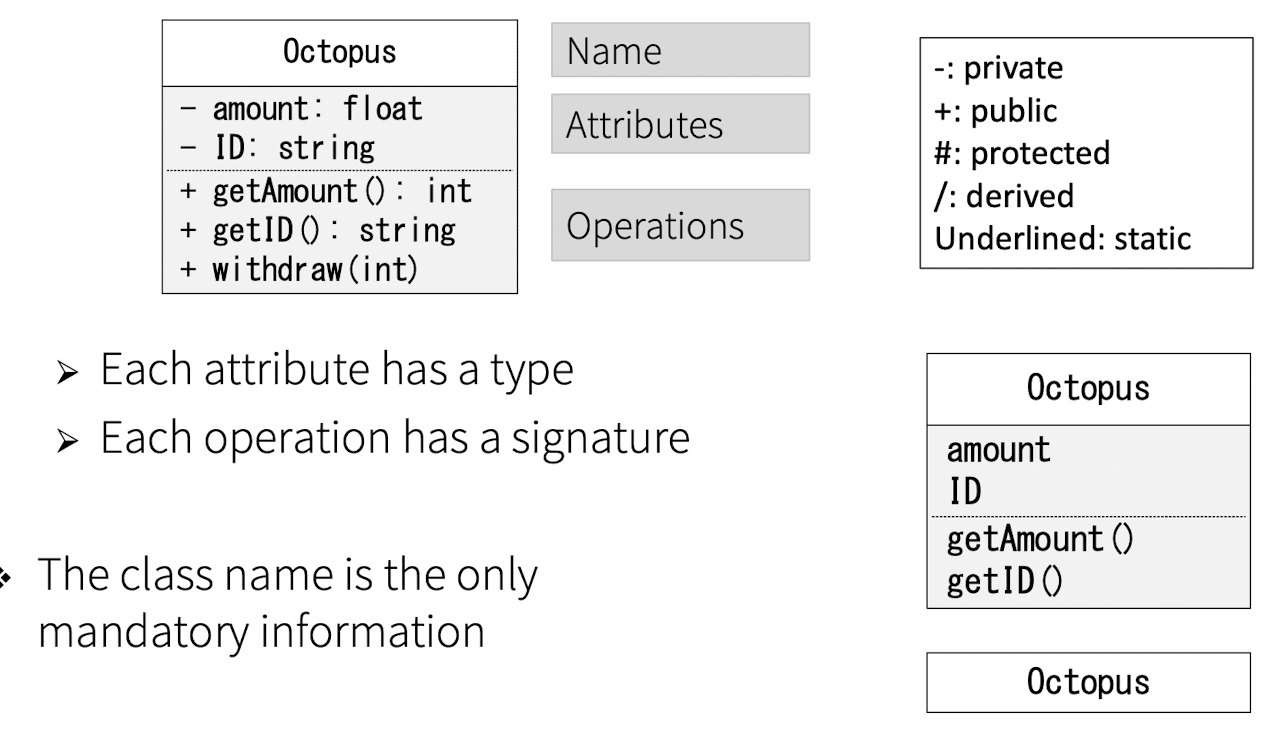 Octopus
- amount: float
- ID: string
+ getAmount(): int
+ getID(): string
+ withdraw(int)
Name
Attributes
Operations
-: private
+: public
#: protected
/: derived
Underlined: static
➢ Each attribute has a type
➢ Each operation has a signature
❖ The class name is the only
mandatory information
Octopus
amount
ID
getAmount()
getID()
Octopus